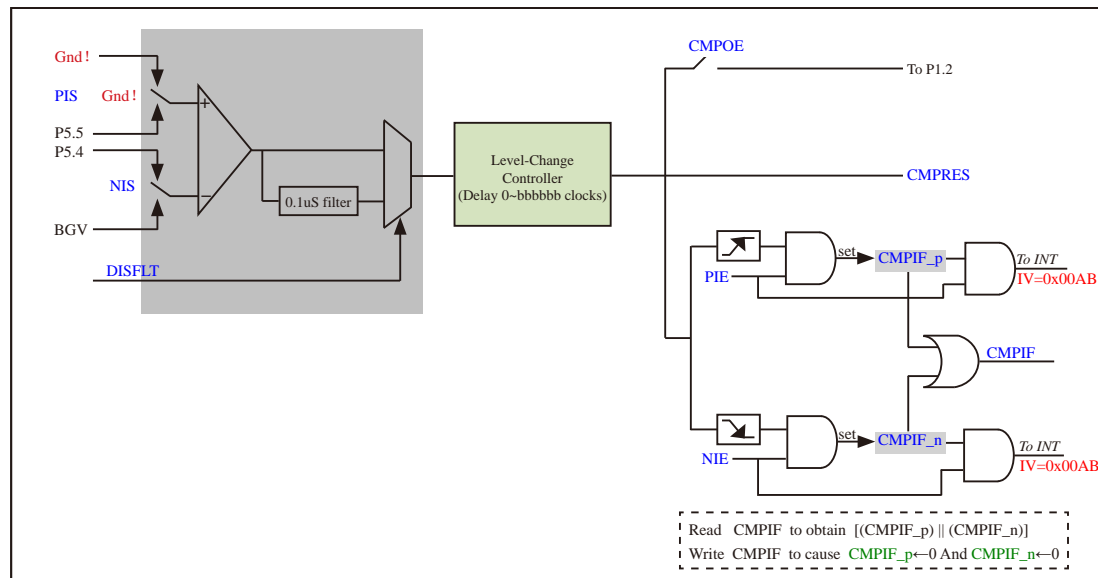 CMPOE
Gnd !
To P1.2
PIS
Gnd !
+
P5.5
P5.4
Level-Change
Controller
(Delay 0~bbbbbb clocks)
CMPRES
NIS
−
0.1uS filter
BGV
DISFLT
set
CMPIF_p
To INT
IV=0x00AB
PIE
CMPIF
set
CMPIF_n
To INT
IV=0x00AB
NIE
Read CMPIF to obtain [(CMPIF_p) || (CMPIF_n)]
Write CMPIF to cause CMPIF_p←0 And CMPIF_n←0